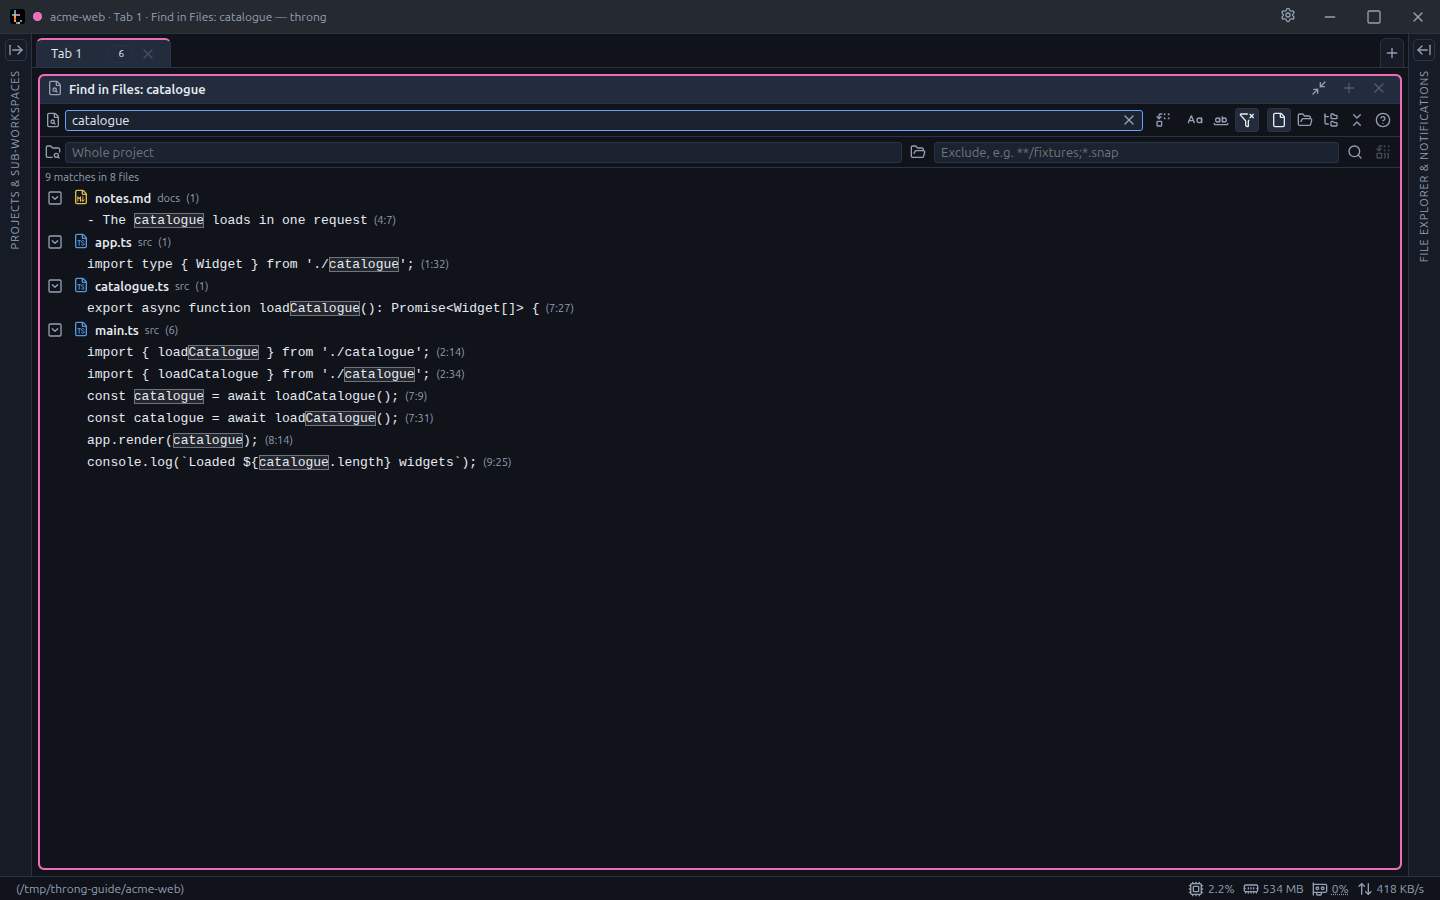 acme-web · Tab 1 · Find in Files: catalogue — throng
Tab 1 6
PROJECTS & SUB-WORKSPACES
Find in Files: catalogue
catalogue
Aa ab
Whole project
Exclude, e.g. **/fixtures;*.snap
9 matches in 8 files
notes.md docs (1)
- The catalogue loads in one request (4:7)
app.ts src (1)
import type { Widget } from './catalogue'; (1:32)
catalogue.ts src (1)
export async function loadCatalogue(): Promise<Widget[]> { (7:27)
main.ts src (6)
import { loadCatalogue } from './catalogue'; (2:14)
import { loadCatalogue } from './catalogue'; (2:34)
const catalogue = await loadCatalogue(); (7:9)
const catalogue = await loadCatalogue(); (7:31)
app.render(catalogue); (8:14)
console.log(`Loaded ${catalogue.length} widgets`); (9:25)
FILE EXPLORER & NOTIFICATIONS
(/tmp/throng-guide/acme-web)
2.2% 534 MB 0% 418 KB/s